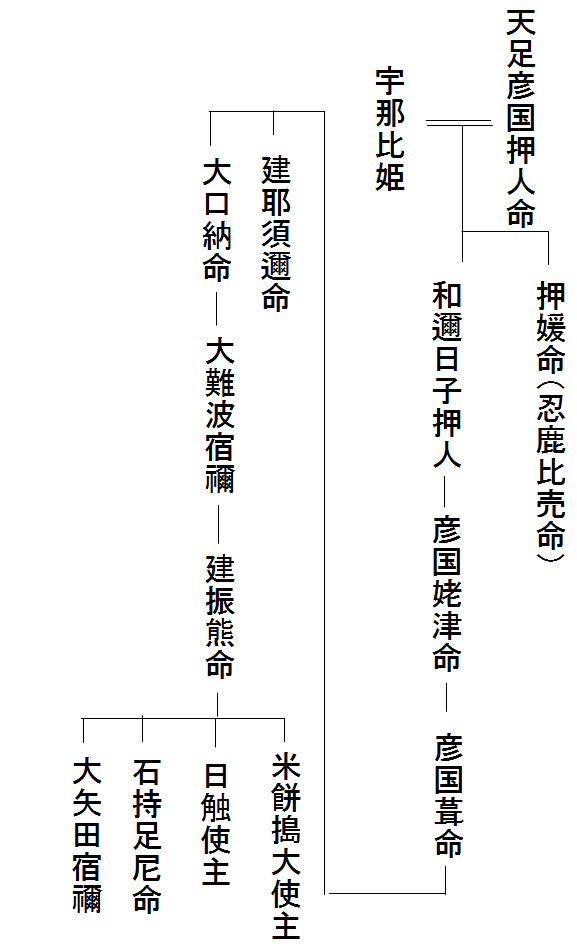 天足彦国押人命
宇那比姫
押媛命(忍鹿比売命)
和邇日子押人
彦国姥津命
彦国葺命
建耶須邇命
大口納命
大難波宿禰
建振熊命
米餅搗大使主
日触使主
石持足尼命
大矢田宿禰